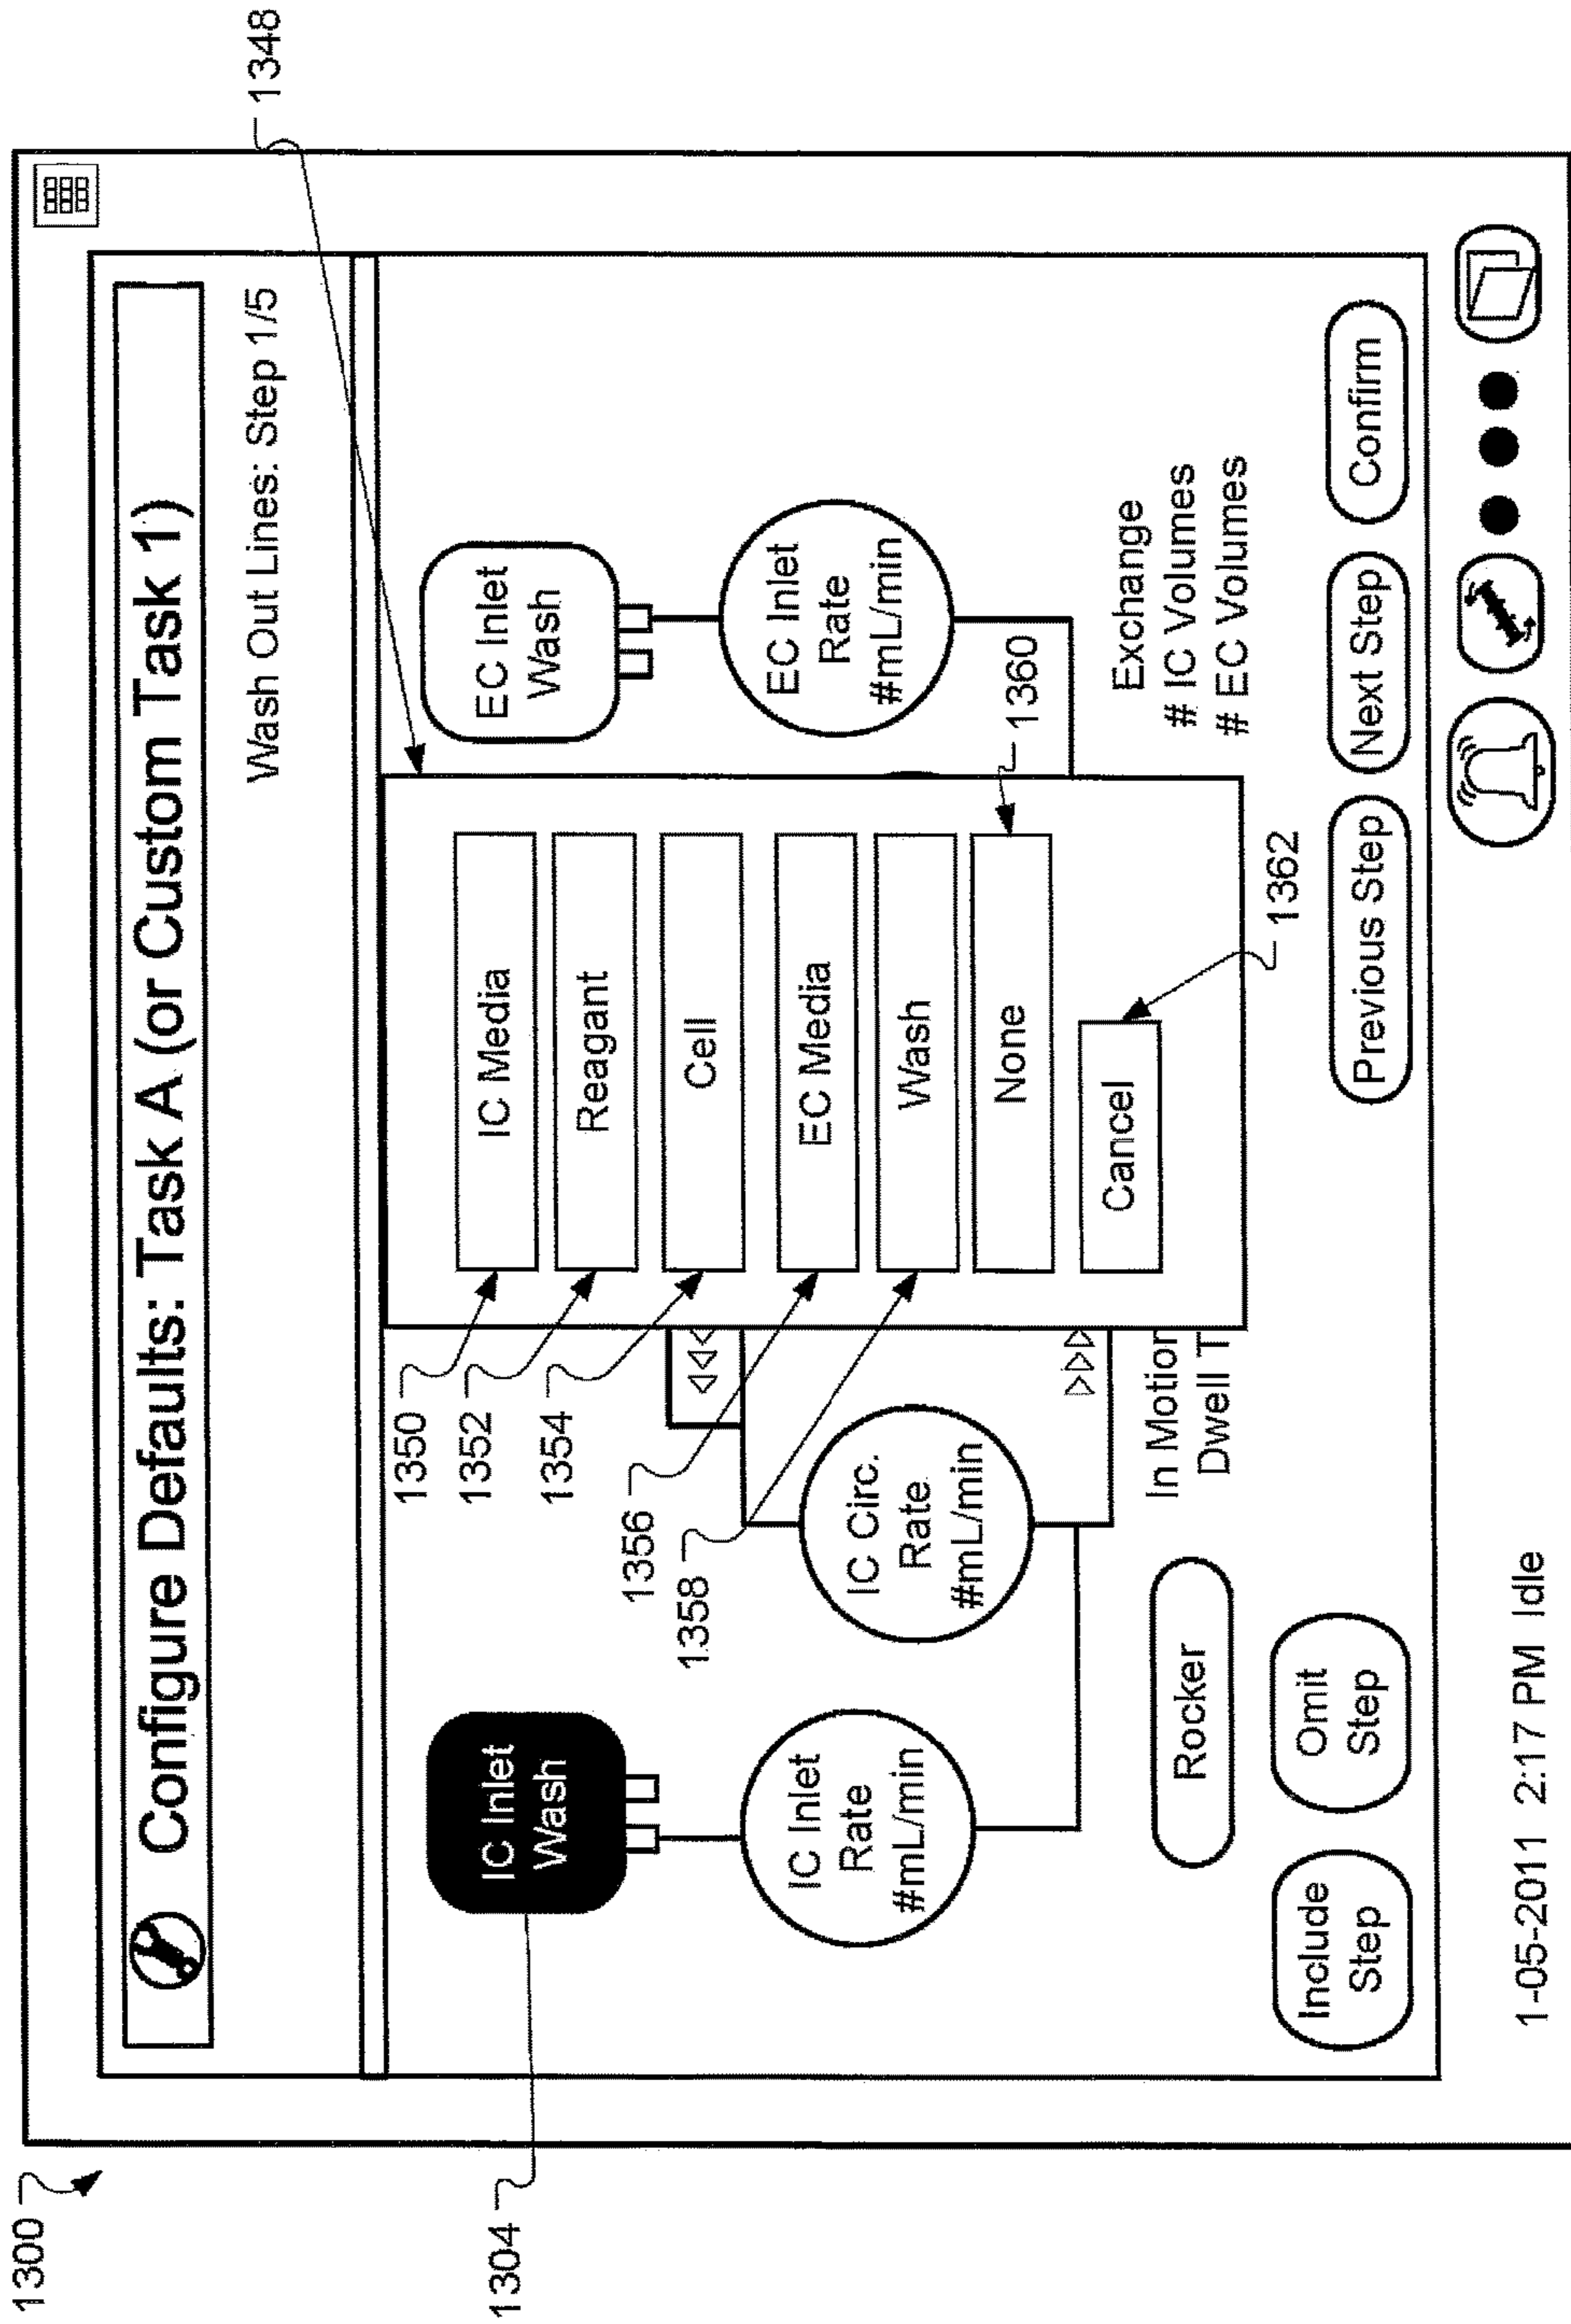 1300
1348
Configure Defaults: Task A (or Custom Task 1)
Wash Out Lines: Step 1/5
1304
IC Inlet
Wash
EC Inlet
Wash
1350
1352
1354
1356
1358
IC Media
Reagant
Cell
EC Media
Wash
None
Cancel
1360
1362
IC Inlet
Rate
#mL/min
IC Circ.
Rate
#mL/min
EC Inlet
Rate
#mL/min
In Motion
Dwell T
Exchange
# IC Volumes
# EC Volumes
Rocker
Include
Step
Omit
Step
Previous Step
Next Step
Confirm
1-05-2011 2:17 PM Idle